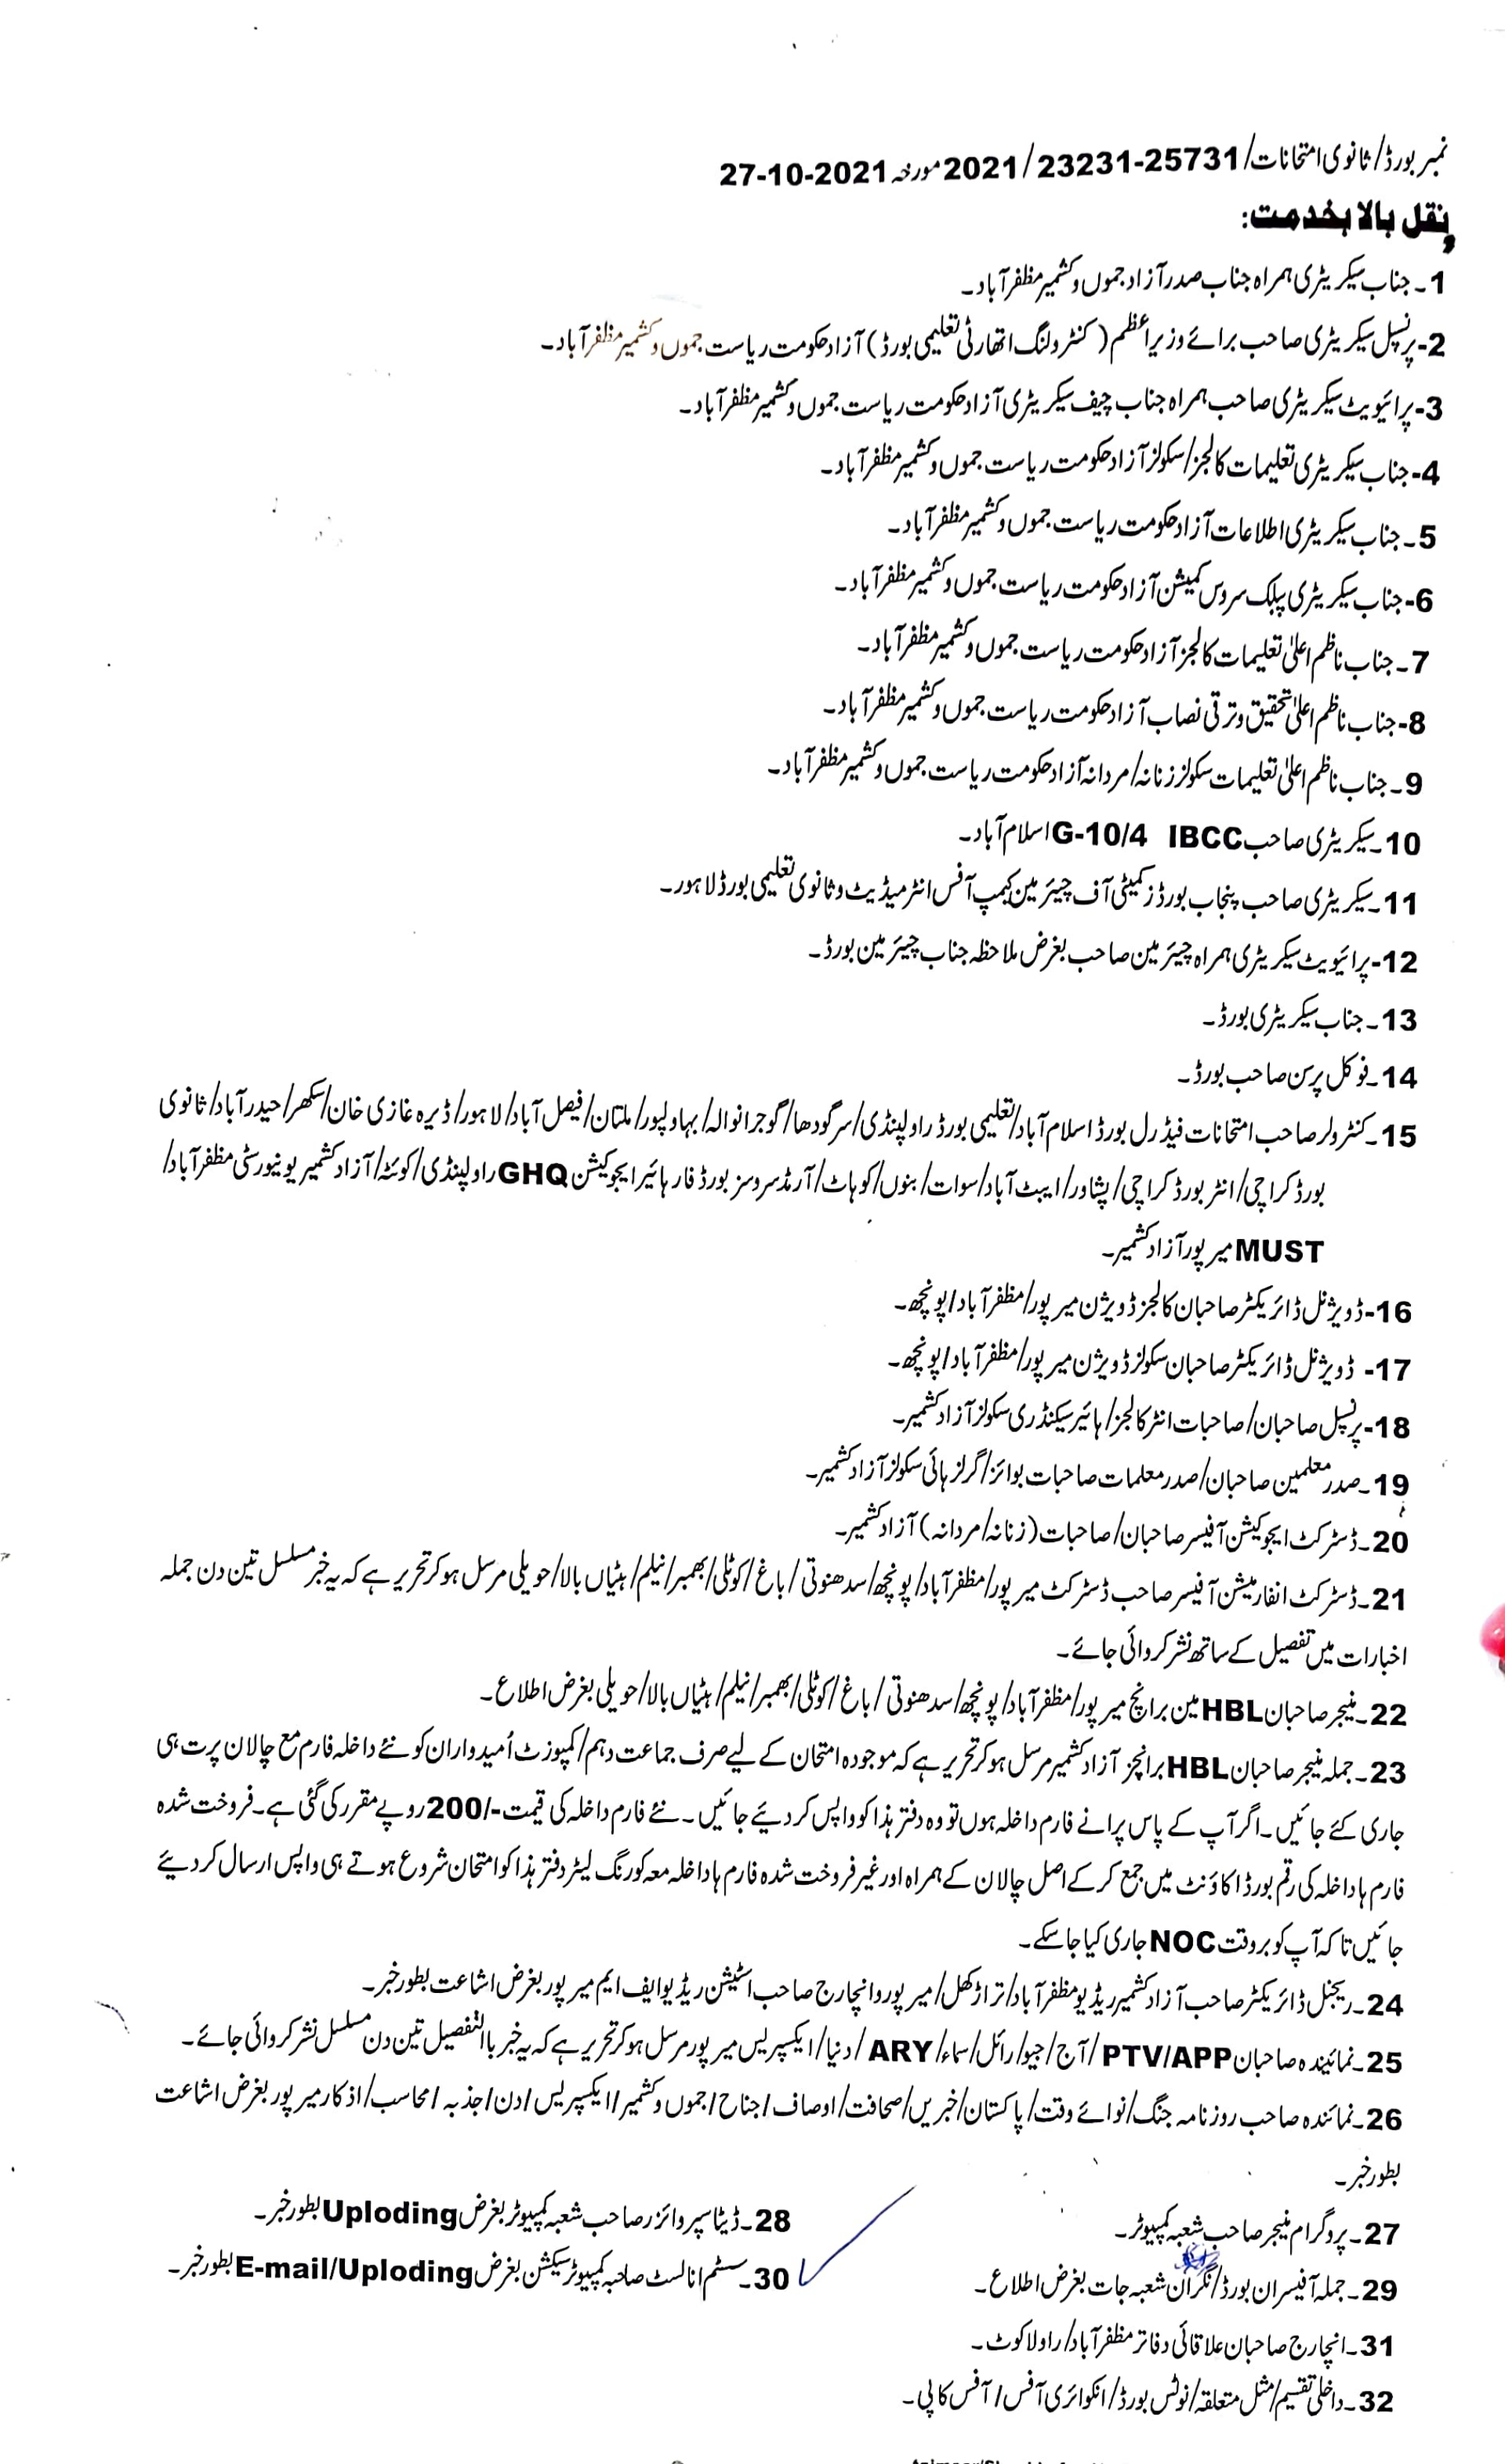 نمبر بورڈ/ثانوی امتحانات/23231-25731/2021 مورخہ 27-10-2021
نقل بالا بخدمت:
1۔ جناب سیکریٹری ہمراہ جناب صدر آزاد جموں وکشمیر مظفرآباد۔
2-پرنسپل سیکریٹری صاحب برائے وزیراعظم (کنٹرولنگ اتھارٹی تعلیمی بورڈ) آزاد حکومت ریاست جموں وکشمیر مظفرآباد۔
3-پرائیویٹ سیکریٹری صاحب ہمراہ جناب چیف سیکریٹری آزاد حکومت ریاست جموں وکشمیر مظفرآباد۔
4-جناب سیکریٹری تعلیمات کالجز/سکولز آزاد حکومت ریاست جموں وکشمیر مظفرآباد۔
5۔ جناب سیکریٹری اطلاعات آزاد حکومت ریاست جموں وکشمیر مظفرآباد۔
6-جناب سیکریٹری پبلک سروس کمیشن آزاد حکومت ریاست جموں وکشمیر مظفرآباد۔
7۔ جناب ناظم اعلیٰ تعلیمات کالجز آزاد حکومت ریاست جموں وکشمیر مظفرآباد۔
8-جناب ناظم اعلیٰ تحقیق وترقی نصاب آزاد حکومت ریاست جموں وکشمیر مظفرآباد۔
9۔ جناب ناظم اعلیٰ تعلیمات سکولز زنانہ/مردانہ آزاد حکومت ریاست جموں وکشمیر مظفرآباد۔
10۔سیکریٹری صاحب IBCC G-10/4 اسلام آباد۔
11۔سیکریٹری صاحب پنجاب بورڈز کمیٹی آف چیئرمین کیمپ آفس انٹرمیڈیٹ وثانوی تعلیمی بورڈ لاہور۔
12-پرائیویٹ سیکریٹری ہمراہ چیئرمین صاحب بغرض ملاحظہ جناب چیئرمین بورڈ۔
13۔ جناب سیکریٹری بورڈ۔
14۔فوکل پرسن صاحب بورڈ۔
15۔کنٹرولر صاحب امتحانات فیڈرل بورڈ اسلام آباد/تعلیمی بورڈ راولپنڈی/سرگودھا/گوجرانوالہ/بہاولپور/ملتان/فیصل آباد/لاہور/ڈیرہ غازی خان/سکھر/حیدرآباد/ثانوی
بورڈ کراچی/انٹر بورڈ کراچی/پشاور/ایبٹ آباد/سوات/بنوں/کوہاٹ/آرمڈ سروسز بورڈ فار ہائیر ایجوکیشن GHQ راولپنڈی/کوئٹہ/آزاد کشمیر یونیورسٹی مظفرآباد/
MUST میرپور آزاد کشمیر۔
16-ڈویژنل ڈائریکٹر صاحبان کالجز ڈویژن میرپور/مظفرآباد/پونچھ۔
17- ڈویژنل ڈائریکٹر صاحبان سکولز ڈویژن میرپور/مظفرآباد/پونچھ۔
18-پرنسپل صاحبان/صاحبات انٹر کالجز/ہائیر سیکنڈری سکولز آزاد کشمیر۔
19۔صدر معلمین صاحبان/صدر معلمات صاحبات بوائز/گرلز ہائی سکولز آزاد کشمیر۔
20۔ڈسٹرکٹ ایجوکیشن آفیسر صاحبان/صاحبات (زنانہ/مردانہ) آزاد کشمیر۔
21۔ڈسٹرکٹ انفارمیشن آفیسر صاحب ڈسٹرکٹ میرپور/مظفرآباد/پونچھ/سدھنوتی/باغ/کوٹلی/بھمبر/نیلم/ہٹیاں بالا/حویلی مرسل ہو کر تحریر ہے کہ یہ خبر مسلسل تین دن جملہ
اخبارات میں تفصیل کے ساتھ نشر کروائی جائے۔
22۔منیجر صاحبان HBL مین برانچ میرپور/مظفرآباد/پونچھ/سدھنوتی/باغ/کوٹلی/بھمبر/نیلم/ہٹیاں بالا/حویلی بغرض اطلاع۔
23۔جملہ منیجر صاحبان HBL برانچز آزاد کشمیر مرسل ہو کر تحریر ہے کہ موجودہ امتحان کے لیے صرف جماعت دہم/کمپوزٹ اُمیدواران کو نئے داخلہ فارم مع چالان پرت ہی
جاری کئے جائیں۔اگر آپ کے پاس پرانے فارم داخلہ ہوں تو وہ دفتر ہذا کو واپس کر دیئے جائیں۔ نئے فارم داخلہ کی قیمت -/200 روپے مقرر کی گئی ہے۔فروخت شدہ
فارم ہا داخلہ کی رقم بورڈ اکاؤنٹ میں جمع کر کے اصل چالان کے ہمراہ اور غیر فروخت شدہ فارم ہا داخلہ معہ کورنگ لیٹر دفتر ہذا کو امتحان شروع ہوتے ہی واپس ارسال کر دیئے
جائیں تاکہ آپ کو بروقت NOC جاری کیا جا سکے۔
24۔ریجنل ڈائریکٹر صاحب آزاد کشمیر ریڈیو مظفرآباد/تراڑکھل/میرپور وانچارج صاحب اسٹیشن ریڈیو ایف ایم میرپور بغرض اشاعت بطور خبر۔
25۔نمائیندہ صاحبان PTV/APP/آج/جیو/رائل/سماء/ARY/دنیا/ایکسپریس میرپور مرسل ہو کر تحریر ہے کہ یہ خبر باالتفصیل تین دن مسلسل نشر کروائی جائے۔
26۔نمائندہ صاحب روزنامہ جنگ/نوائے وقت/پاکستان/خبریں/صحافت/اوصاف/جناح/جموں وکشمیر/ایکسپریس/دن/جذبہ/محاسب/اذکار میرپور بغرض اشاعت
بطور خبر۔
27۔پروگرام منیجر صاحب شعبہ کمپیوٹر۔
28۔ڈیٹا سپروائزر صاحب شعبہ کمپیوٹر بغرض Uploding بطور خبر۔
29۔جملہ آفیسران بورڈ/نگران شعبہ جات بغرض اطلاع۔
30۔سسٹم انالسٹ صاحبہ کمپیوٹر سیکشن بغرض E-mail/Uploding بطور خبر۔
31۔انچارج صاحبان علاقائی دفاتر مظفرآباد/راولاکوٹ۔
32۔داخلی تقسیم/مثل متعلقہ/نوٹس بورڈ/انکوائری آفس/آفس کاپی۔